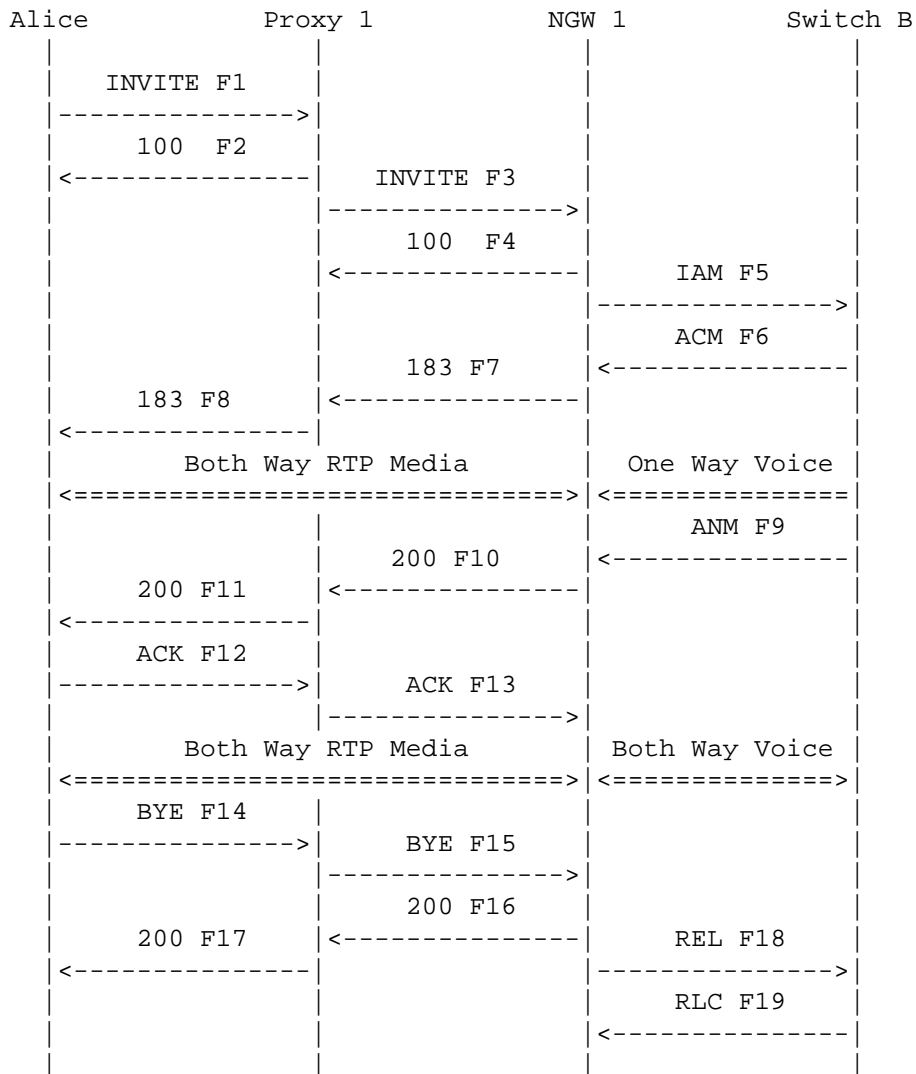 Alice Proxy 1 NGW 1 Switch B
INVITE F1
100 F2
INVITE F3
100 F4
IAM F5
ACM F6
183 F7
183 F8
Both Way RTP Media One Way Voice
ANM F9
200 F10
200 F11
ACK F12
ACK F13
Both Way RTP Media Both Way Voice
BYE F14
BYE F15
200 F16
200 F17 REL F18
RLC F19